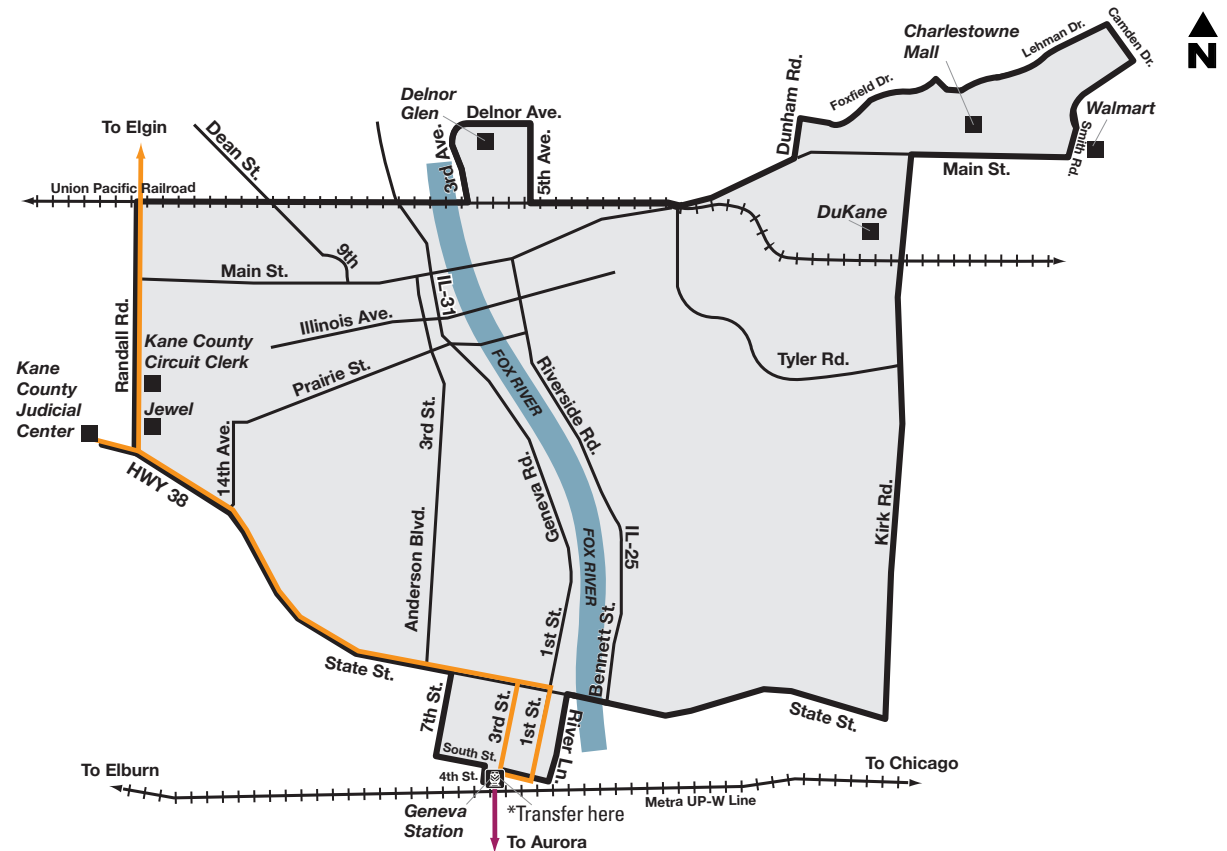 N
Charlestowne
Mall
Lehman Dr.
Camden Dr.
Foxfield Dr.
Dunham Rd.
Walmart
Smith Rd.
Main St.
Delnor
Glen
Delnor Ave.
3rd Ave.
5th Ave.
To Elgin
Dean St.
Union Pacific Railroad
DuKane
9th
Main St.
IL-31
Illinois Ave.
Randall Rd.
Kane County
Circuit Clerk
Prairie St.
Tyler Rd.
Kane
County
Judicial
Center
Jewel
FOX RIVER
Riverside Rd.
3rd St.
14th Ave.
HWY 38
Geneva Rd.
Kirk Rd.
IL-25
FOX RIVER
Anderson Blvd.
1st St.
Bennett St.
State St.
7th St.
3rd St.
1st St.
River Ln.
State St.
South St.
4th St.
To Elburn
To Chicago
Metra UP-W Line
Geneva
Station
*Transfer here
To Aurora